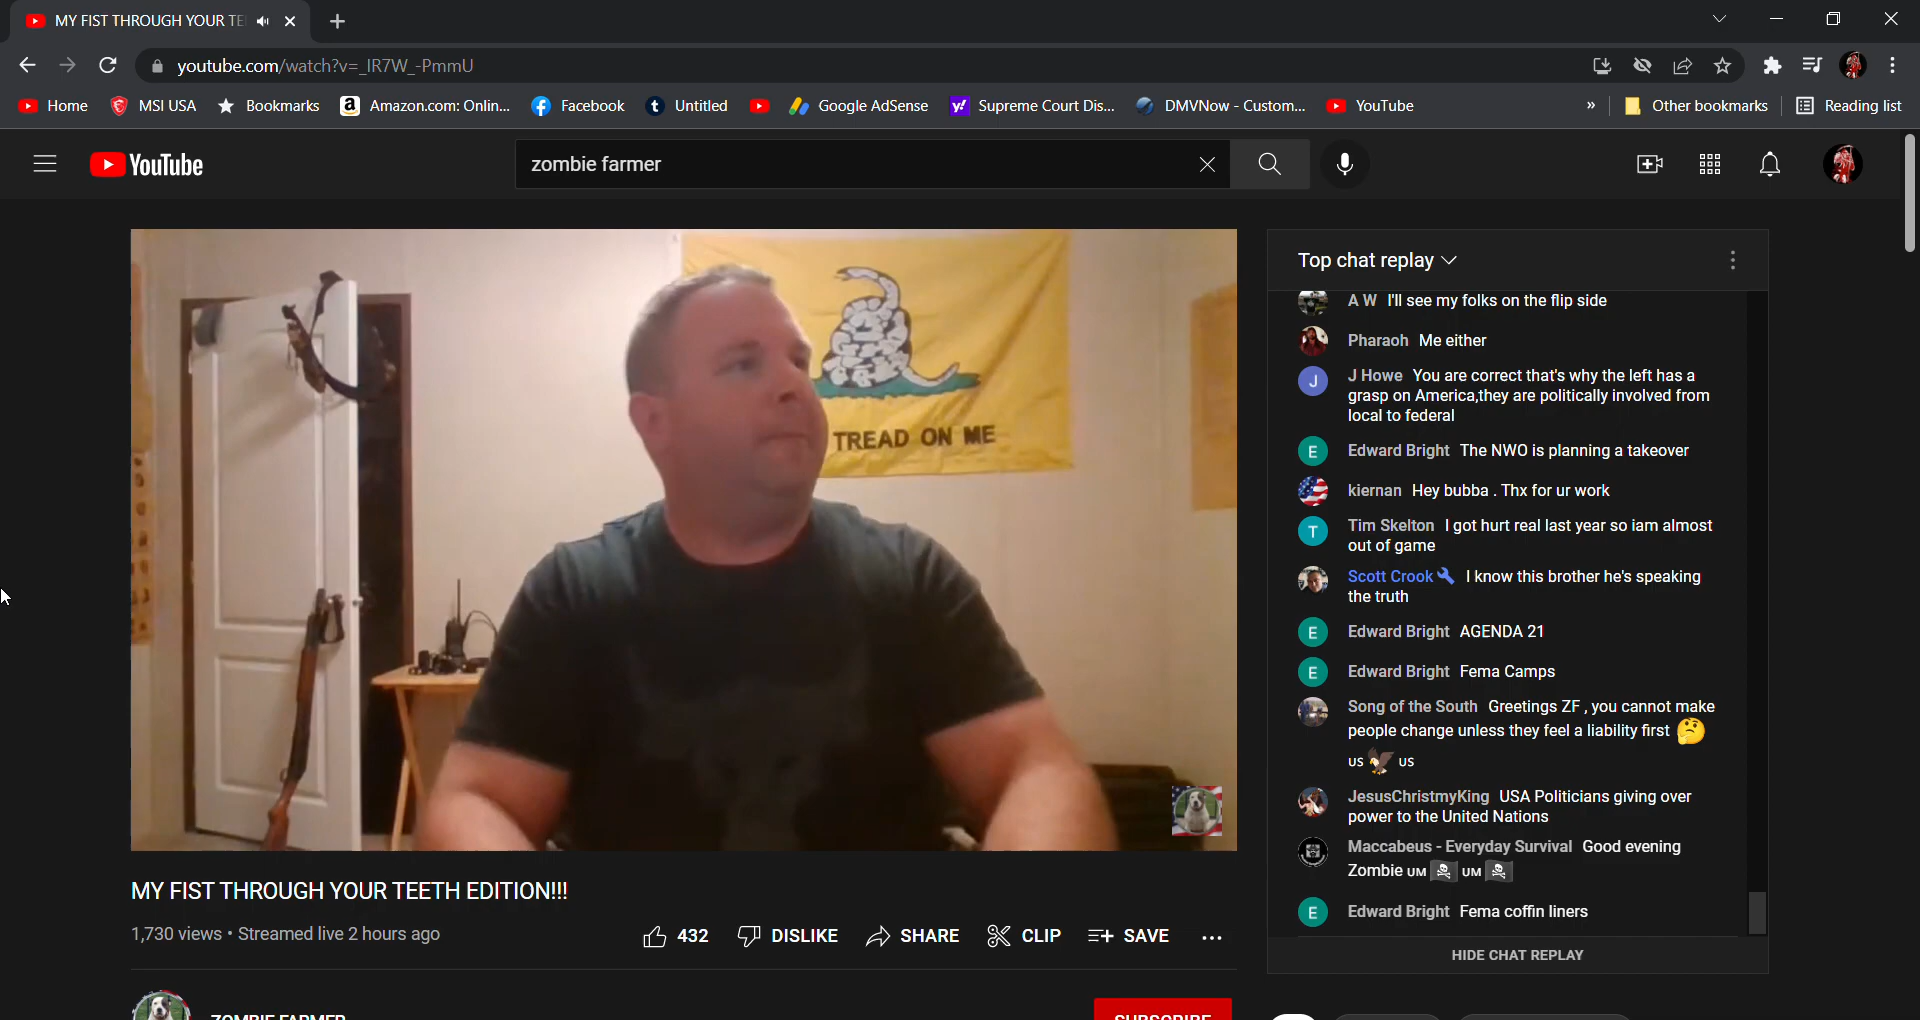 MY FIST THROUGH YOUR TE
youtube.com/watch?v=_IR7W_-PmmU
Home MSI USA Bookmarks Amazon.com: Onlin... Facebook Untitled Google AdSense Supreme Court Dis... DMVNow - Custom... YouTube » Other bookmarks Reading list
YouTube
zombie farmer
TREAD ON ME
Top chat replay
A W I'll see my folks on the flip side
Pharaoh Me either
J
J Howe You are correct that's why the left has a
grasp on America,they are politically involved from
local to federal
E Edward Bright The NWO is planning a takeover
kiernan Hey bubba . Thx for ur work
T
Tim Skelton I got hurt real last year so iam almost
out of game
Scott Crook I know this brother he's speaking
the truth
E Edward Bright AGENDA 21
E Edward Bright Fema Camps
Song of the South Greetings ZF , you cannot make
people change unless they feel a liability first 🤔
US 🦅 US
JesusChristmyKing USA Politicians giving over
power to the United Nations
Maccabeus - Everyday Survival Good evening
Zombie UM 🏴‍☠️ UM 🏴‍☠️
E Edward Bright Fema coffin liners
HIDE CHAT REPLAY
MY FIST THROUGH YOUR TEETH EDITION!!!
1,730 views • Streamed live 2 hours ago
432 DISLIKE SHARE CLIP SAVE ...
ZOMBIE FARMER
SUBSCRIBE